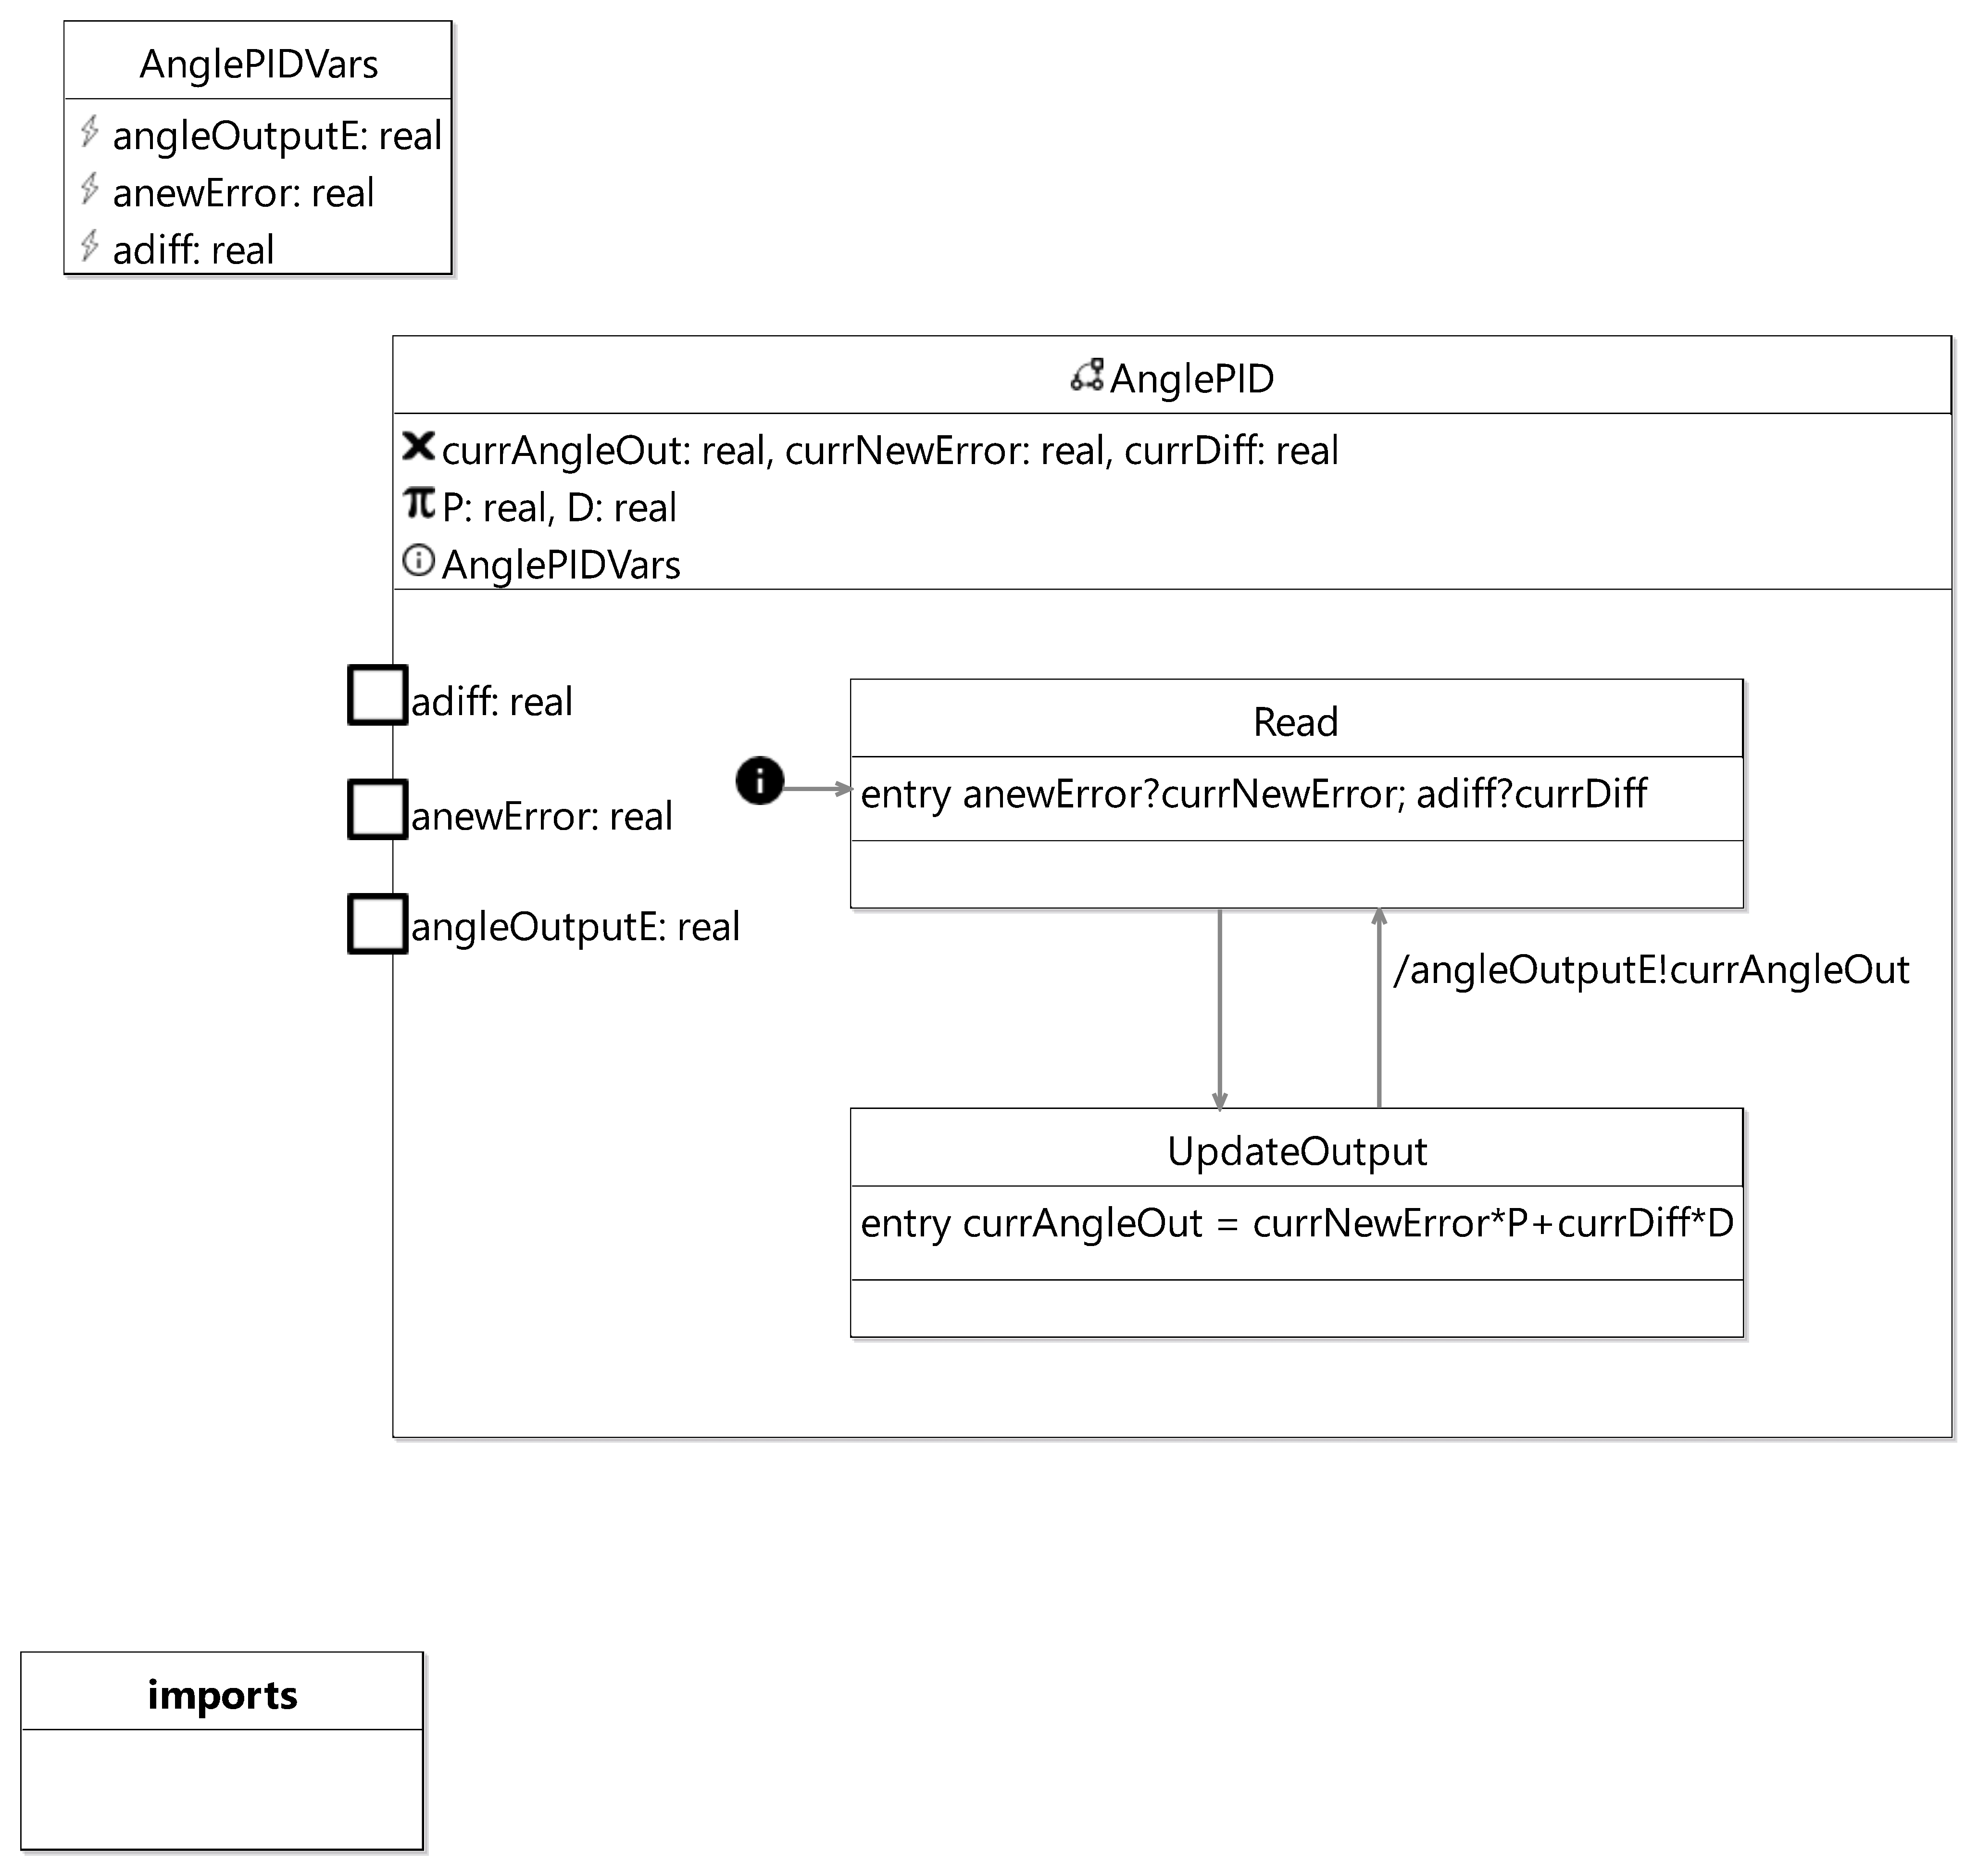 AnglePIDVars
angleOutputE: real
anewError: real
adiff: real
AnglePID
currAngleOut: real, currNewError: real, currDiff: real
P: real, D: real
AnglePIDVars
adiff: real
anewError: real
angleOutputE: real
Read
entry anewError?currNewError; adiff?currDiff
/angleOutputE!currAngleOut
UpdateOutput
entry currAngleOut = currNewError*P+currDiff*D
imports